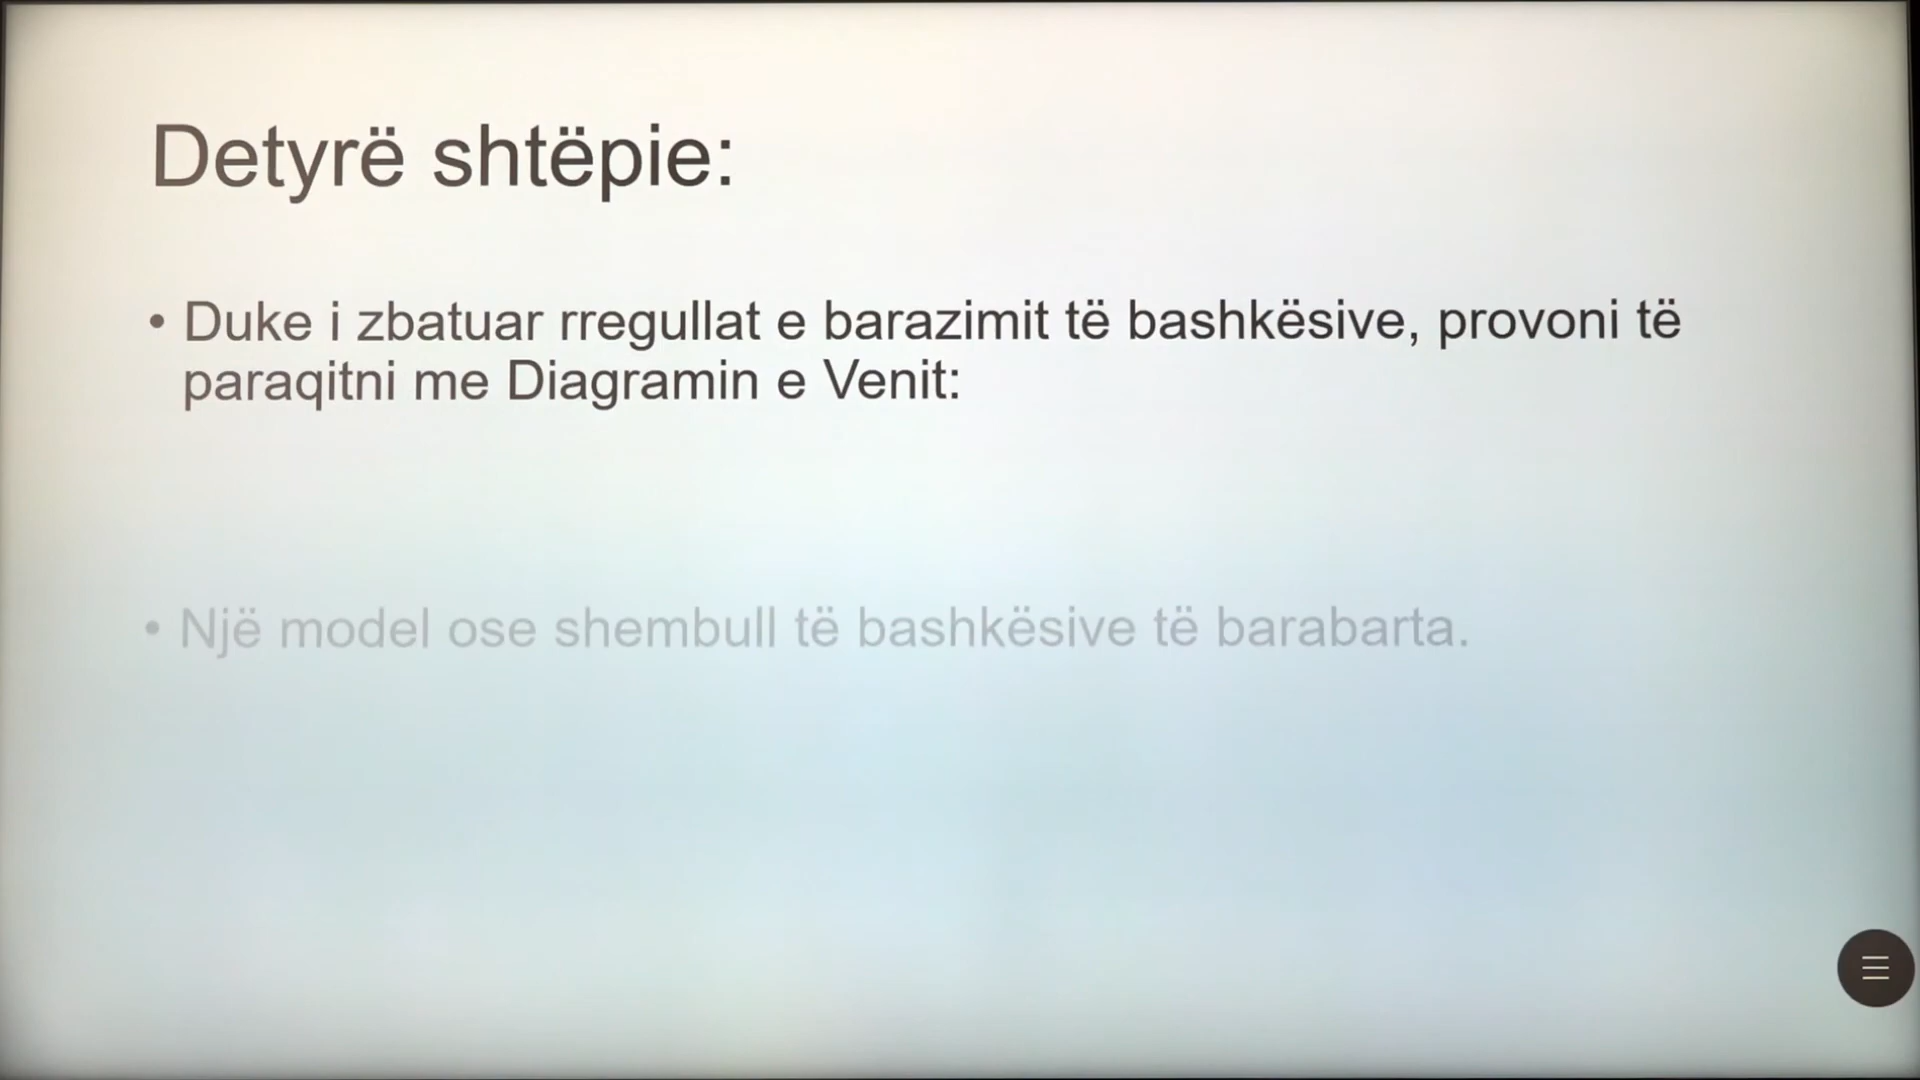 Detyrë shtëpie:
• Duke i zbatuar rregullat e barazimit të bashkësive, provoni të
paraqitni me Diagramin e Venit:
• Një model ose shembull të bashkësive të barabarta.